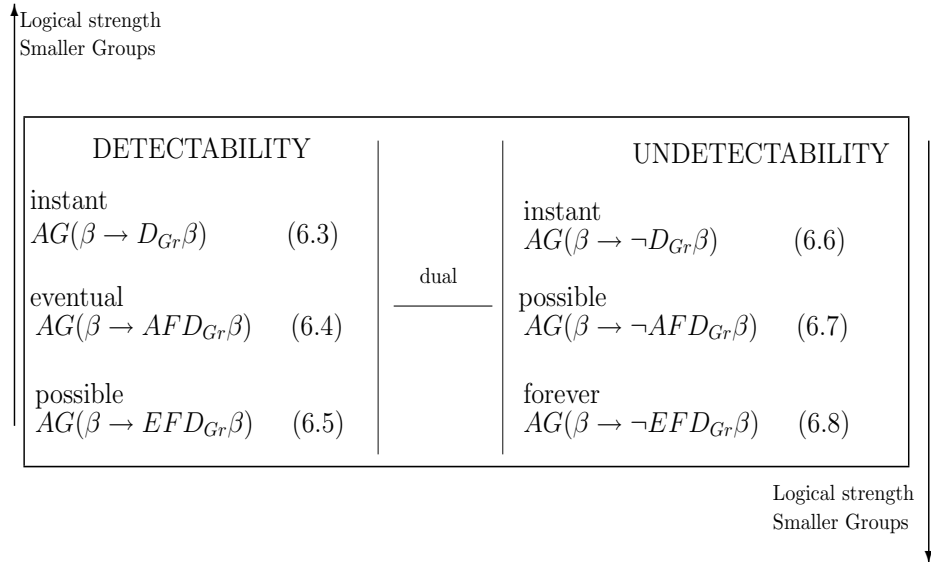 Logical strength
Smaller Groups
DETECTABILITY
instant
AG(β → D_{Gr}β) (6.3)
eventual
AG(β → AFD_{Gr}β) (6.4)
possible
AG(β → EFD_{Gr}β) (6.5)
dual
UNDETECTABILITY
instant
AG(β → ¬D_{Gr}β) (6.6)
possible
AG(β → ¬AFD_{Gr}β) (6.7)
forever
AG(β → ¬EFD_{Gr}β) (6.8)
Logical strength
Smaller Groups